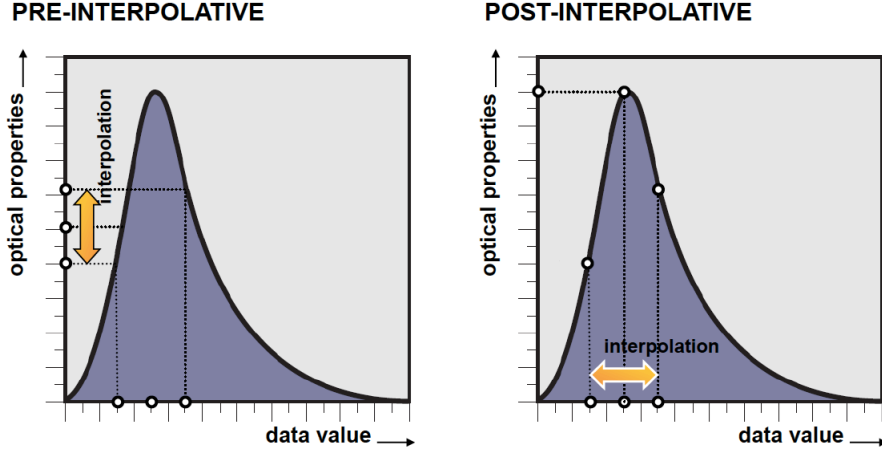 PRE-INTERPOLATIVE
optical properties
interpolation
data value
POST-INTERPOLATIVE
optical properties
interpolation
data value